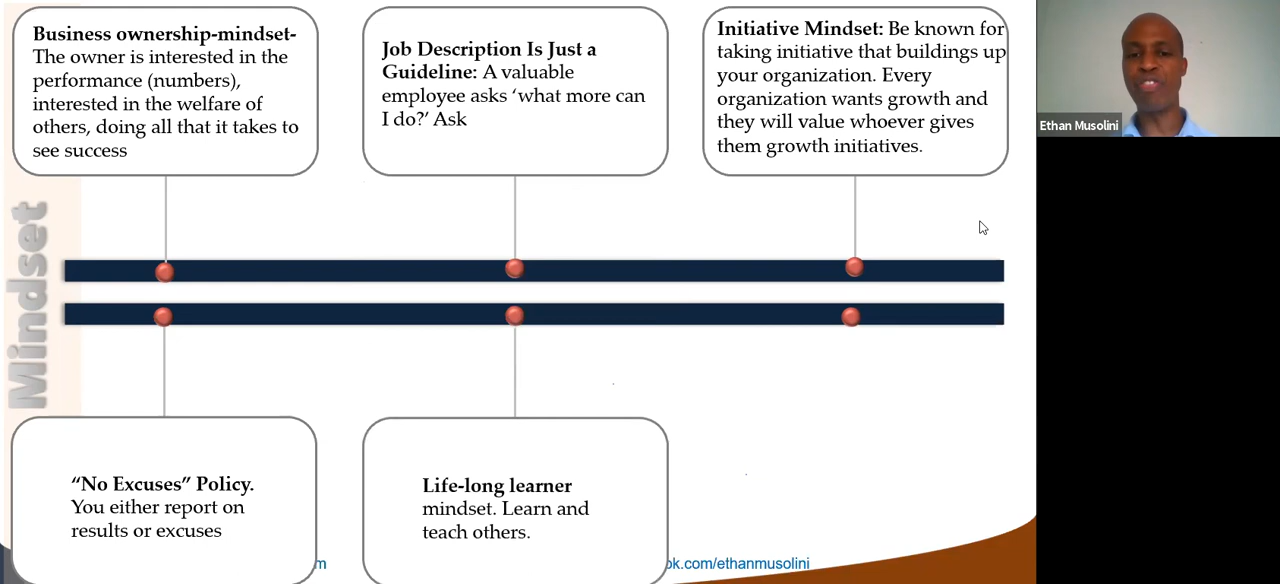 Business ownership-mindset-
The owner is interested in the
performance (numbers),
interested in the welfare of
others, doing all that it takes to
see success
Job Description Is Just a
Guideline: A valuable
employee asks ‘what more can
I do?’ Ask
Initiative Mindset: Be known for
taking initiative that buildings up
your organization. Every
organization wants growth and
they will value whoever gives
them growth initiatives.
Ethan Musolini
Mindset
“No Excuses” Policy.
You either report on
results or excuses
Life-long learner
mindset. Learn and
teach others.
m
ok.com/ethanmusolini